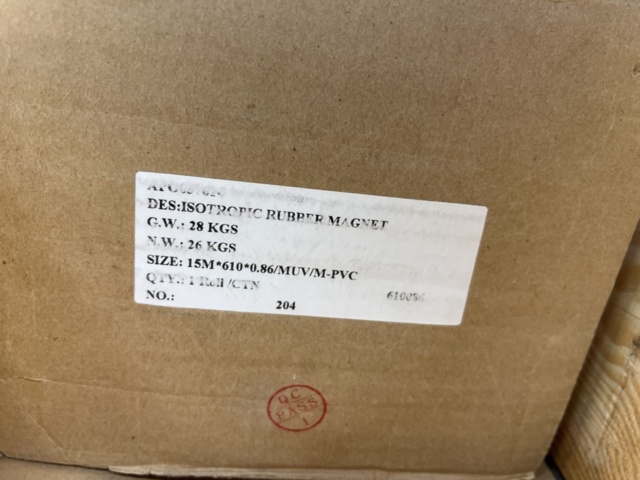 DES:ISOTROPIC RUBBER MAGNET
G.W.: 28 KGS
N.W.: 26 KGS
SIZE: 15M*610*0.86/MUV/M-PVC
QTY.: 1 Roll /CTN
NO.: 204
QC
PASS
1